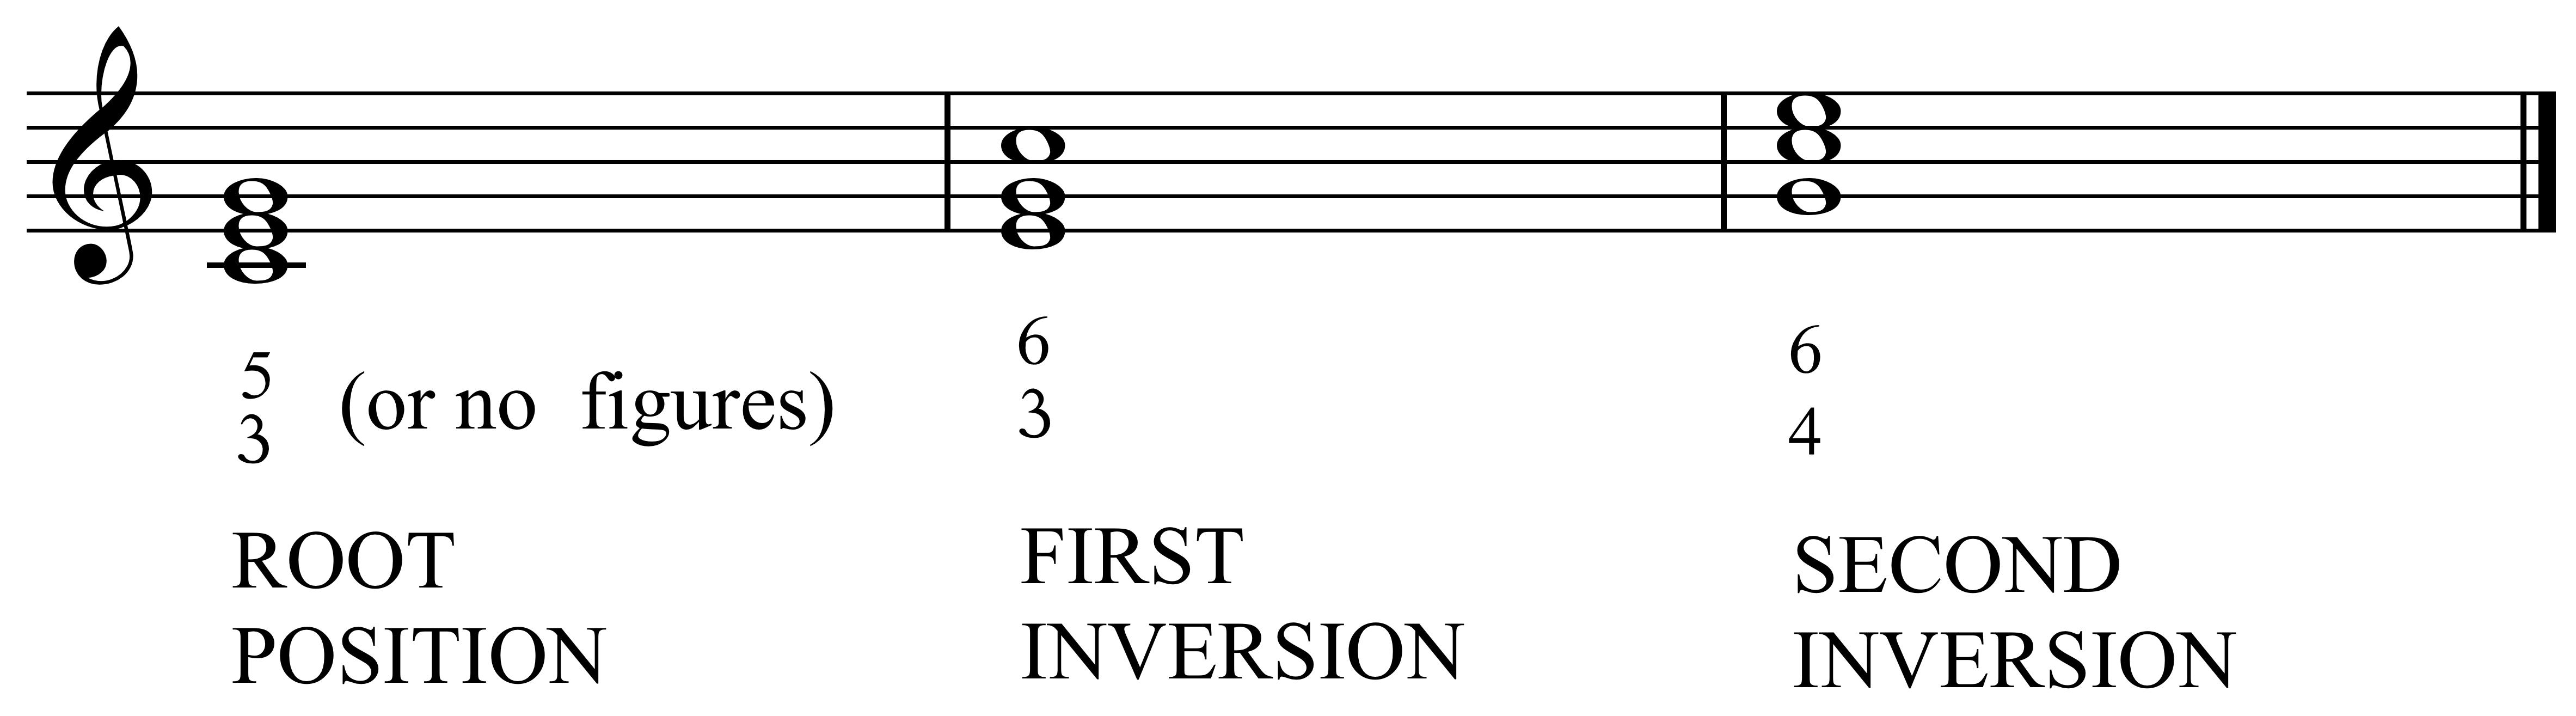 5
3
(or no figures)
6
3
6
4
ROOT
POSITION
FIRST
INVERSION
SECOND
INVERSION